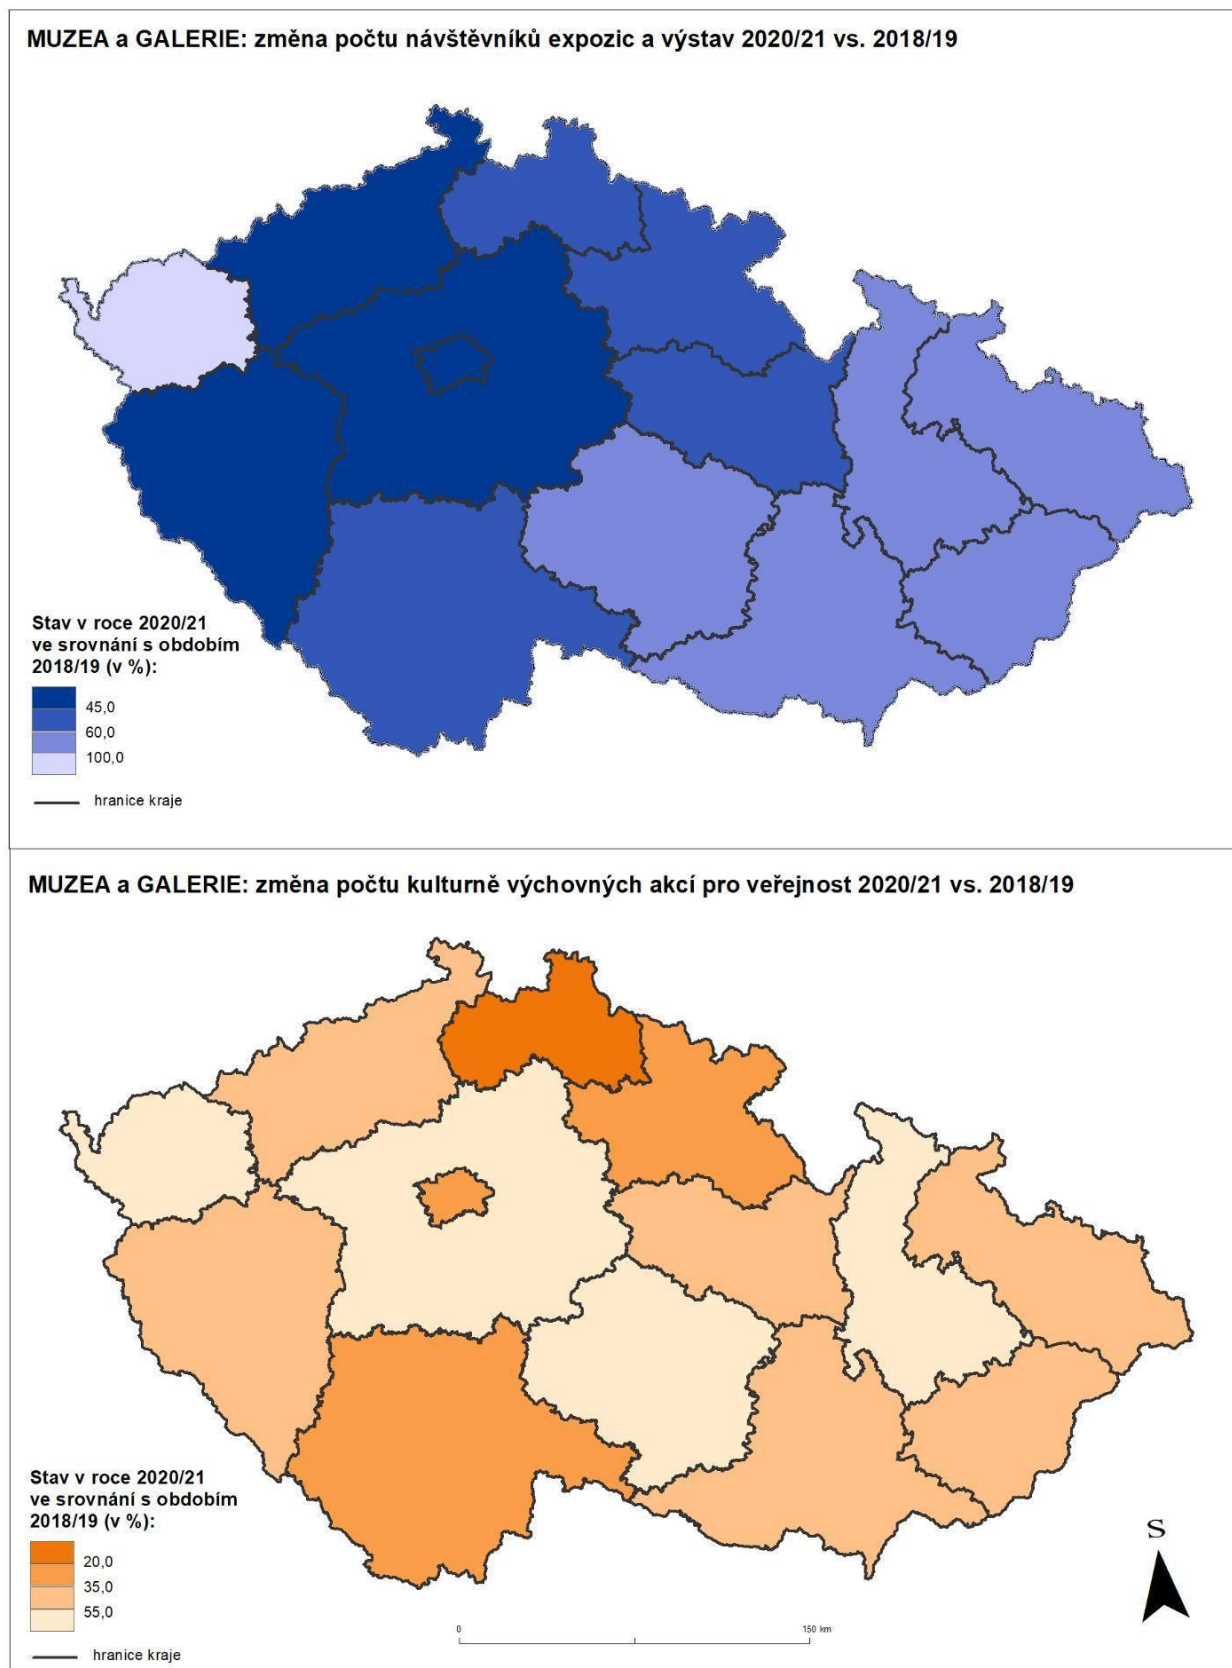 MUZEA a GALERIE: změna počtu návštěvníků expozic a výstav 2020/21 vs. 2018/19
Stav v roce 2020/21
ve srovnání s obdobím
2018/19 (v %):
45,0
60,0
100,0
hranice kraje
MUZEA a GALERIE: změna počtu kulturně výchovných akcí pro veřejnost 2020/21 vs. 2018/19
Stav v roce 2020/21
ve srovnání s obdobím
2018/19 (v %):
20,0
35,0
55,0
hranice kraje
0
150 km
S